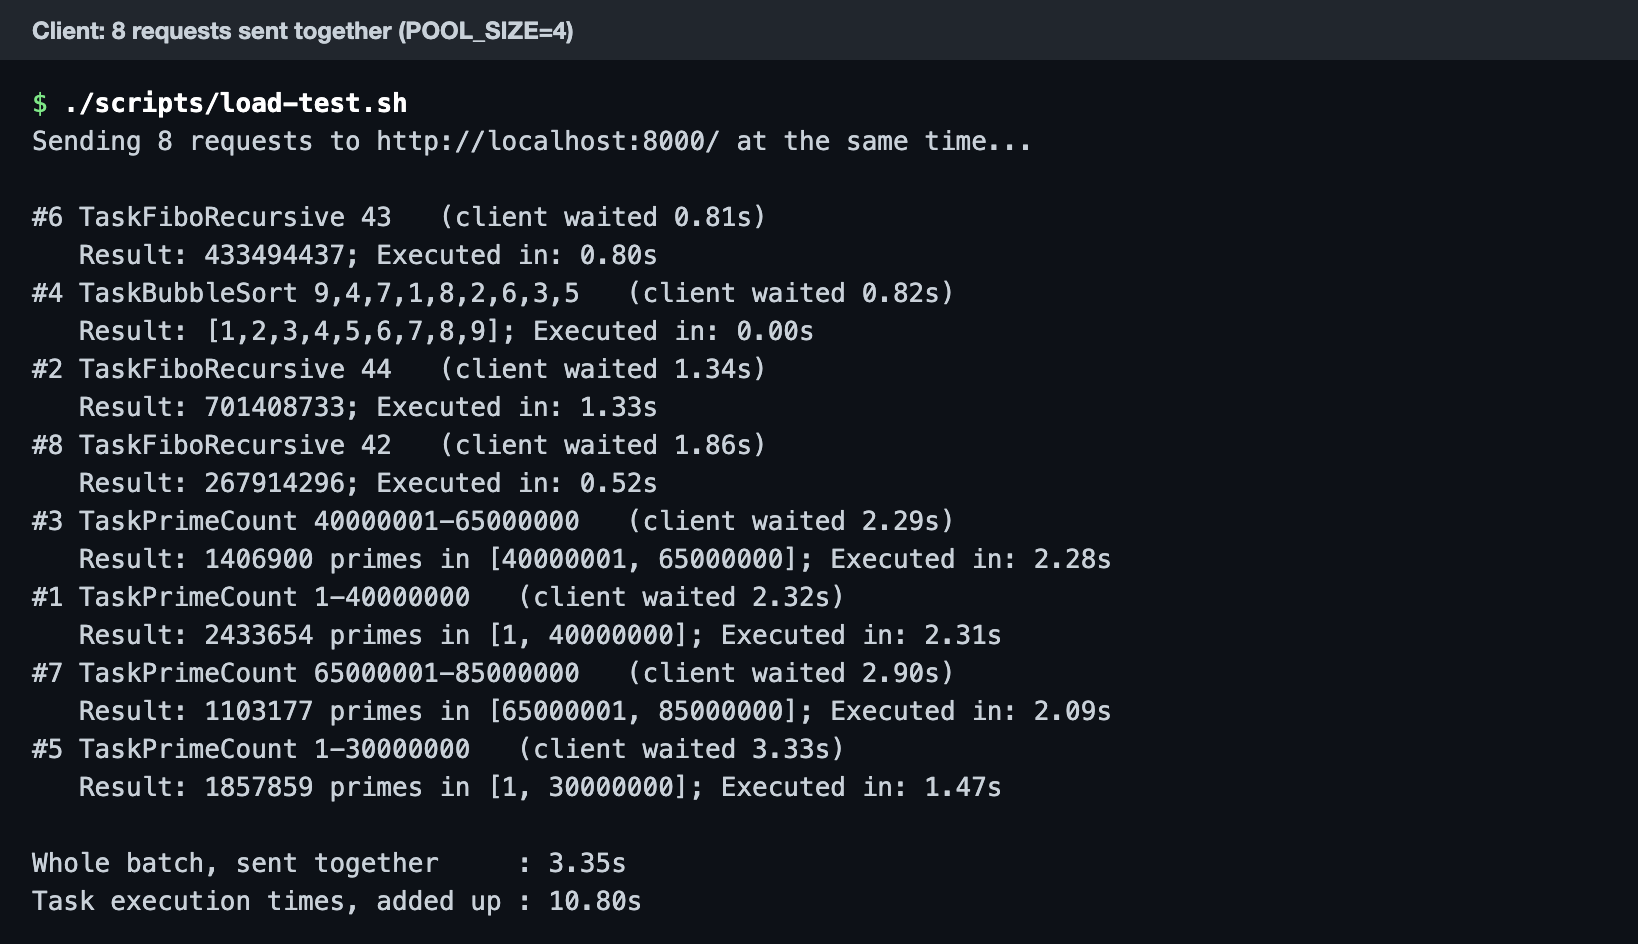 Client: 8 requests sent together (POOL_SIZE=4)
$ ./scripts/load-test.sh
Sending 8 requests to http://localhost:8000/ at the same time...
#6 TaskFiboRecursive 43   (client waited 0.81s)
   Result: 433494437; Executed in: 0.80s
#4 TaskBubbleSort 9,4,7,1,8,2,6,3,5   (client waited 0.82s)
   Result: [1,2,3,4,5,6,7,8,9]; Executed in: 0.00s
#2 TaskFiboRecursive 44   (client waited 1.34s)
   Result: 701408733; Executed in: 1.33s
#8 TaskFiboRecursive 42   (client waited 1.86s)
   Result: 267914296; Executed in: 0.52s
#3 TaskPrimeCount 40000001-65000000   (client waited 2.29s)
   Result: 1406900 primes in [40000001, 65000000]; Executed in: 2.28s
#1 TaskPrimeCount 1-40000000   (client waited 2.32s)
   Result: 2433654 primes in [1, 40000000]; Executed in: 2.31s
#7 TaskPrimeCount 65000001-85000000   (client waited 2.90s)
   Result: 1103177 primes in [65000001, 85000000]; Executed in: 2.09s
#5 TaskPrimeCount 1-30000000   (client waited 3.33s)
   Result: 1857859 primes in [1, 30000000]; Executed in: 1.47s
Whole batch, sent together     : 3.35s
Task execution times, added up : 10.80s